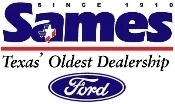 SINCE 1910
Sames
Texas' Oldest Dealership
Ford